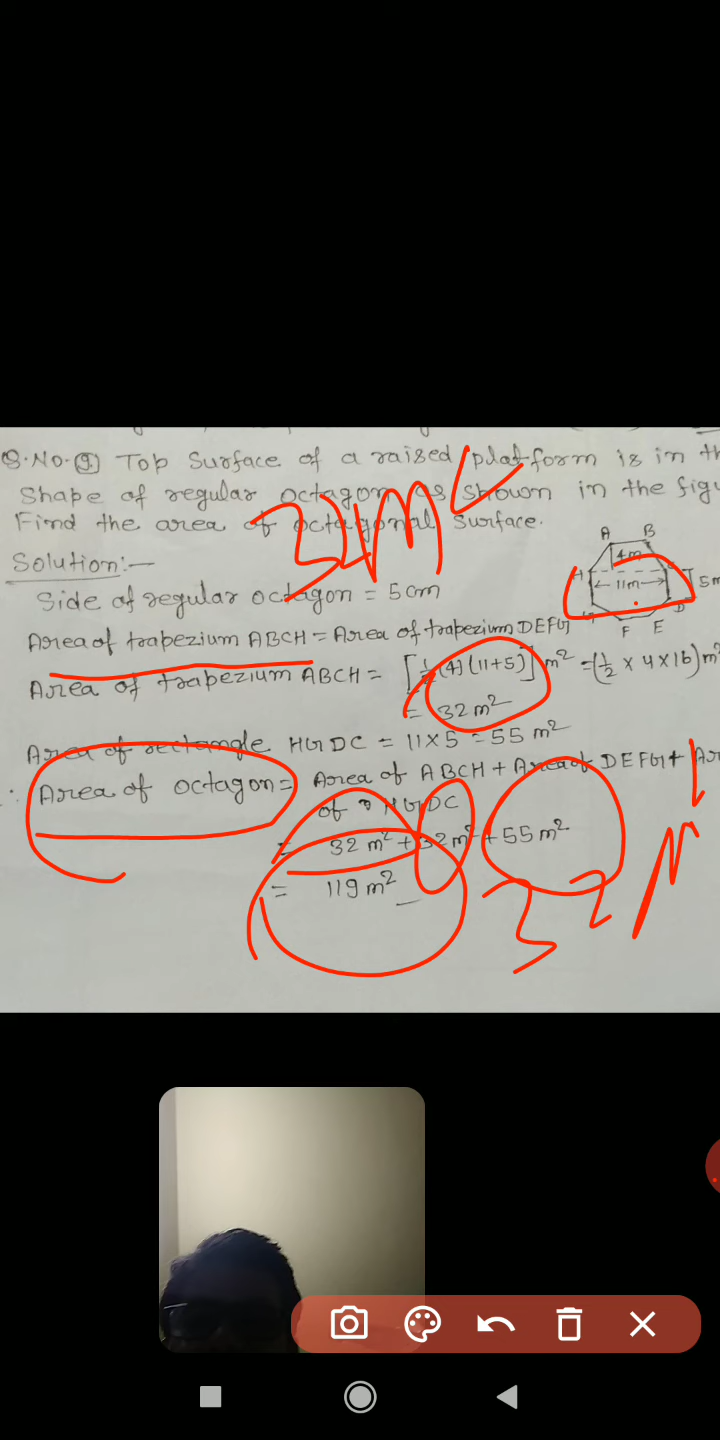 Q.No.(9.) Top Surface of a raised platform is in th
Shape of regular octagon as shown in the figu
Find the area of octagonal surface.
Solution:-
Side of regular octagon = 5cm
A B
4m
H
11m
5m
D
F E
Area of trapezium ABCH = Area of trapezium DEFG
Area of trapezium ABCH = [1/2 (4)(11+5)] m² = (1/2 x 4 x 16) m²
= 32 m²
Area of rectangle HGDC = 11x5 = 55 m²
∴ Area of octagon = Area of ABCH + Area of DEFG + Ar
of HGDC
= 32 m² + 32 m² + 55 m²
= 119 m²
32